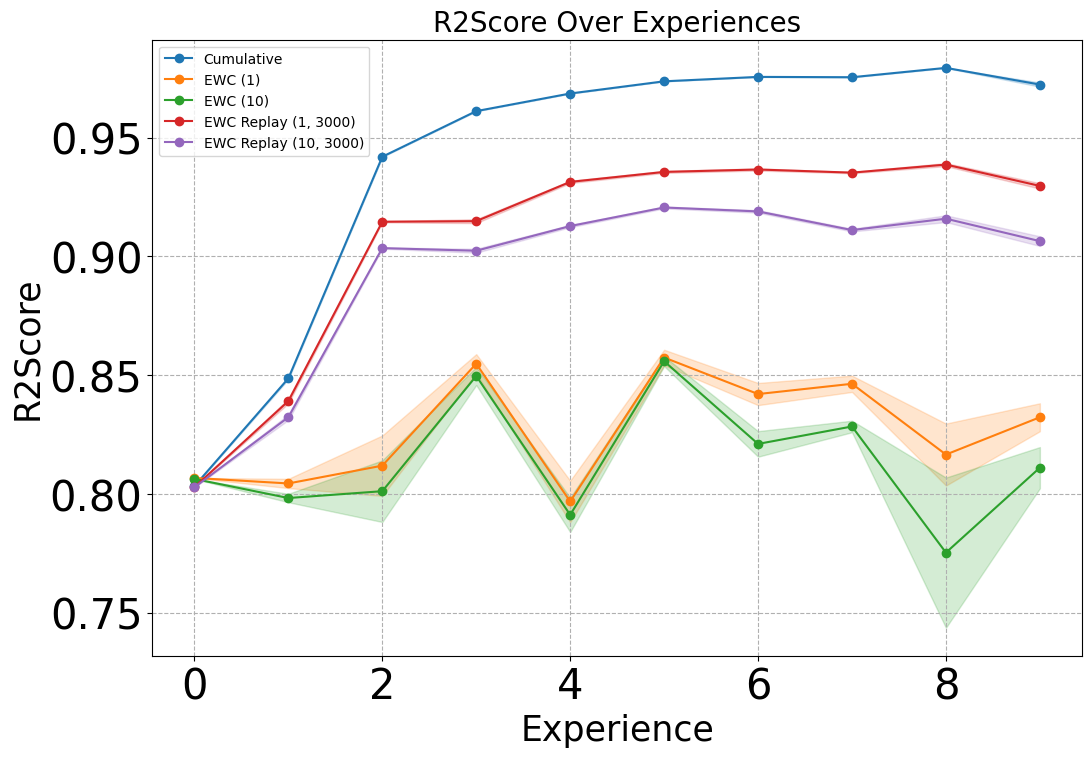 R2Score Over Experiences
Cumulative
EWC (1)
EWC (10)
EWC Replay (1, 3000)
EWC Replay (10, 3000)
R2Score
0.95
0.90
0.85
0.80
0.75
0 2 4 6 8
Experience